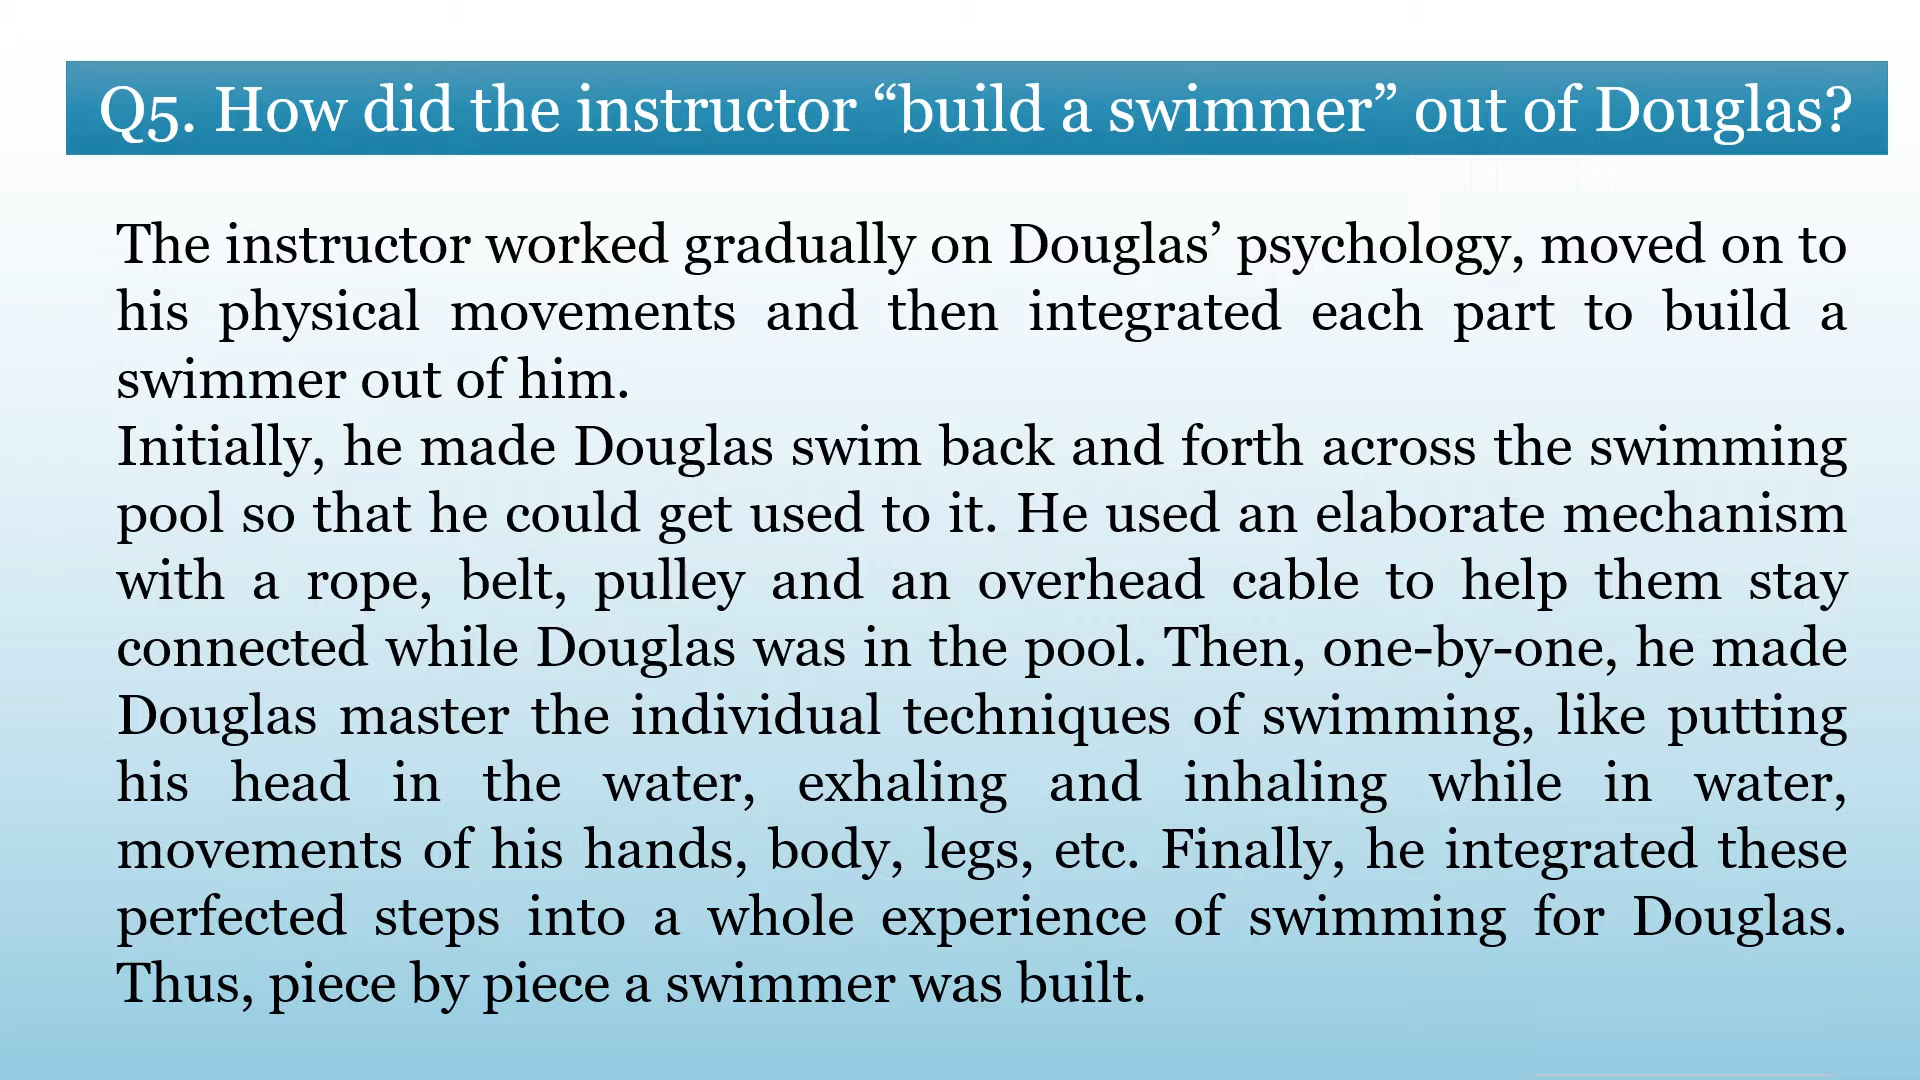 Q5. How did the instructor “build a swimmer” out of Douglas?
The instructor worked gradually on Douglas’ psychology, moved on to
his physical movements and then integrated each part to build a
swimmer out of him.
Initially, he made Douglas swim back and forth across the swimming
pool so that he could get used to it. He used an elaborate mechanism
with a rope, belt, pulley and an overhead cable to help them stay
connected while Douglas was in the pool. Then, one-by-one, he made
Douglas master the individual techniques of swimming, like putting
his head in the water, exhaling and inhaling while in water,
movements of his hands, body, legs, etc. Finally, he integrated these
perfected steps into a whole experience of swimming for Douglas.
Thus, piece by piece a swimmer was built.